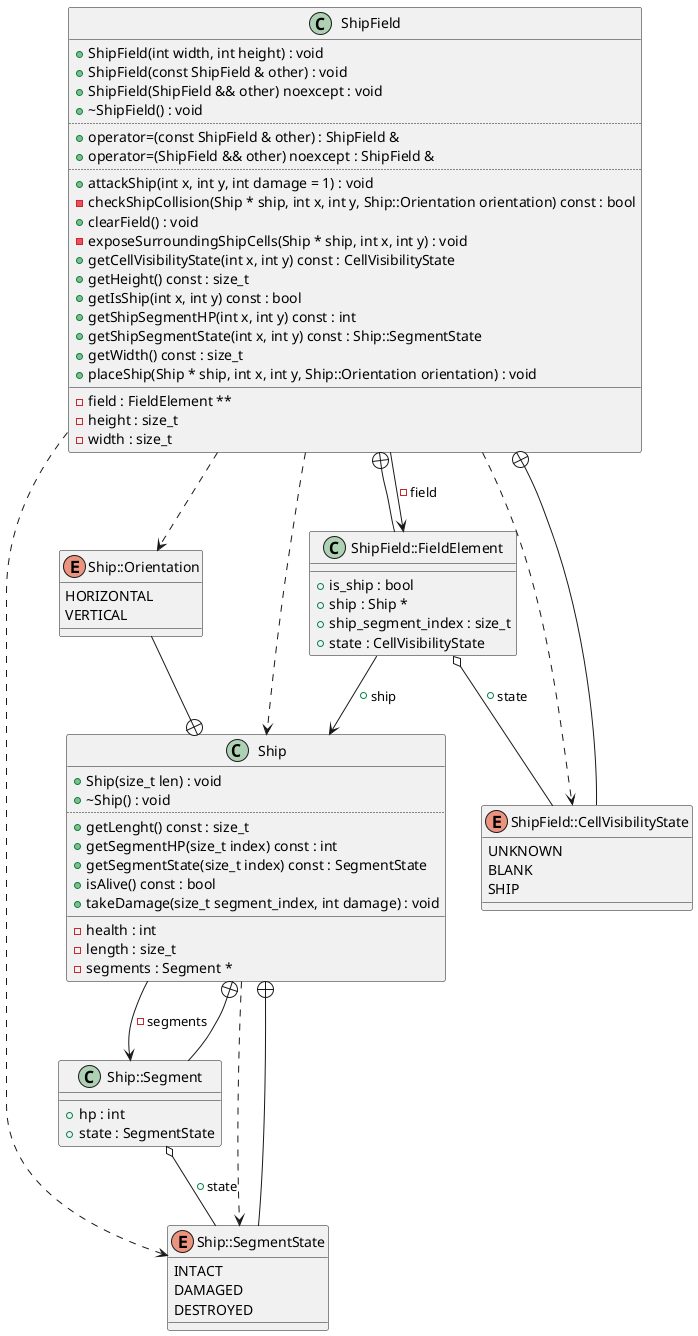 C ShipField
ShipField(int width, int height) : void
ShipField(const ShipField & other) : void
ShipField(ShipField && other) noexcept : void
~ShipField() : void
operator=(const ShipField & other) : ShipField &
operator=(ShipField && other) noexcept : ShipField &
attackShip(int x, int y, int damage = 1) : void
checkShipCollision(Ship * ship, int x, int y, Ship::Orientation orientation) const : bool
clearField() : void
exposeSurroundingShipCells(Ship * ship, int x, int y) : void
getCellVisibilityState(int x, int y) const : CellVisibilityState
getHeight() const : size_t
getIsShip(int x, int y) const : bool
getShipSegmentHP(int x, int y) const : int
getShipSegmentState(int x, int y) const : Ship::SegmentState
getWidth() const : size_t
placeShip(Ship * ship, int x, int y, Ship::Orientation orientation) : void
field : FieldElement **
height : size_t
width : size_t
field
E Ship::Orientation
HORIZONTAL
VERTICAL
C ShipField::FieldElement
is_ship : bool
ship : Ship *
ship_segment_index : size_t
state : CellVisibilityState
ship
state
C Ship
Ship(size_t len) : void
~Ship() : void
getLenght() const : size_t
getSegmentHP(size_t index) const : int
getSegmentState(size_t index) const : SegmentState
isAlive() const : bool
takeDamage(size_t segment_index, int damage) : void
health : int
length : size_t
segments : Segment *
E ShipField::CellVisibilityState
UNKNOWN
BLANK
SHIP
segments
C Ship::Segment
hp : int
state : SegmentState
state
E Ship::SegmentState
INTACT
DAMAGED
DESTROYED